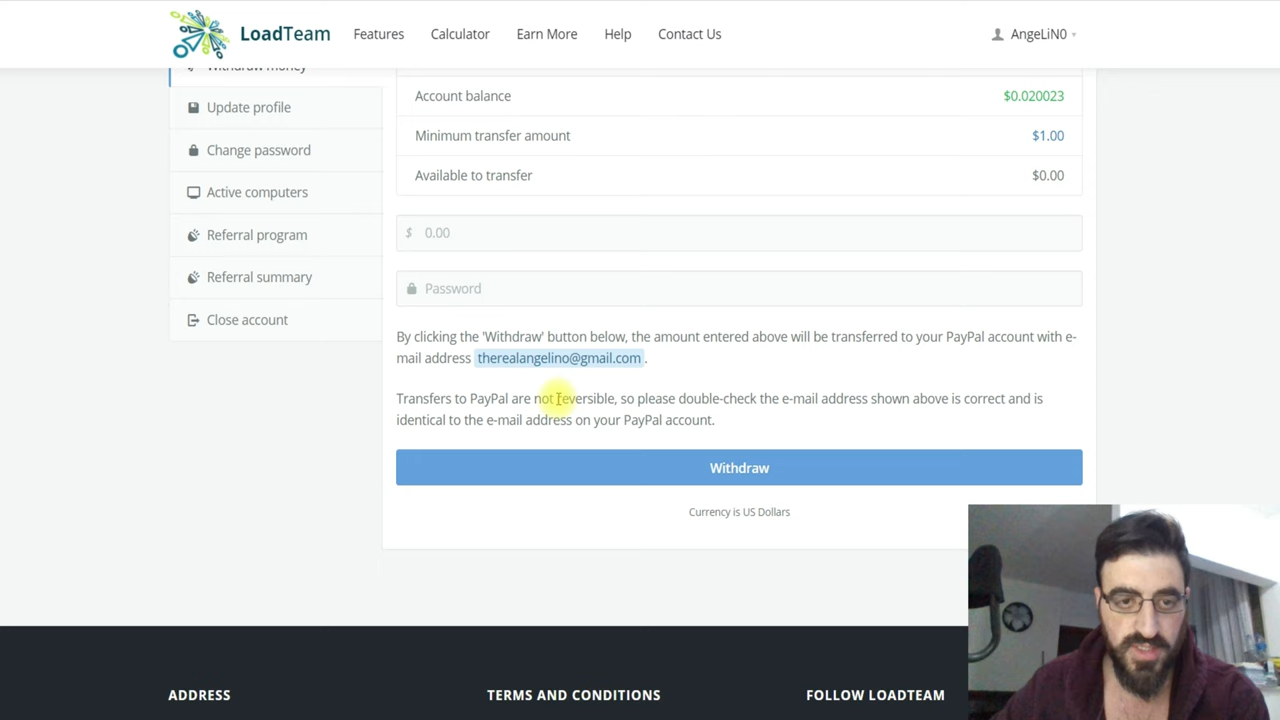 LoadTeam Features Calculator Earn More Help Contact Us AngeLiN0
Withdraw money
Update profile
Change password
Active computers
Referral program
Referral summary
Close account
Account balance $0.020023
Minimum transfer amount $1.00
Available to transfer $0.00
$ 0.00
Password
By clicking the 'Withdraw' button below, the amount entered above will be transferred to your PayPal account with e-
mail address therealangelino@gmail.com .
Transfers to PayPal are not reversible, so please double-check the e-mail address shown above is correct and is
identical to the e-mail address on your PayPal account.
Withdraw
Currency is US Dollars
ADDRESS TERMS AND CONDITIONS FOLLOW LOADTEAM